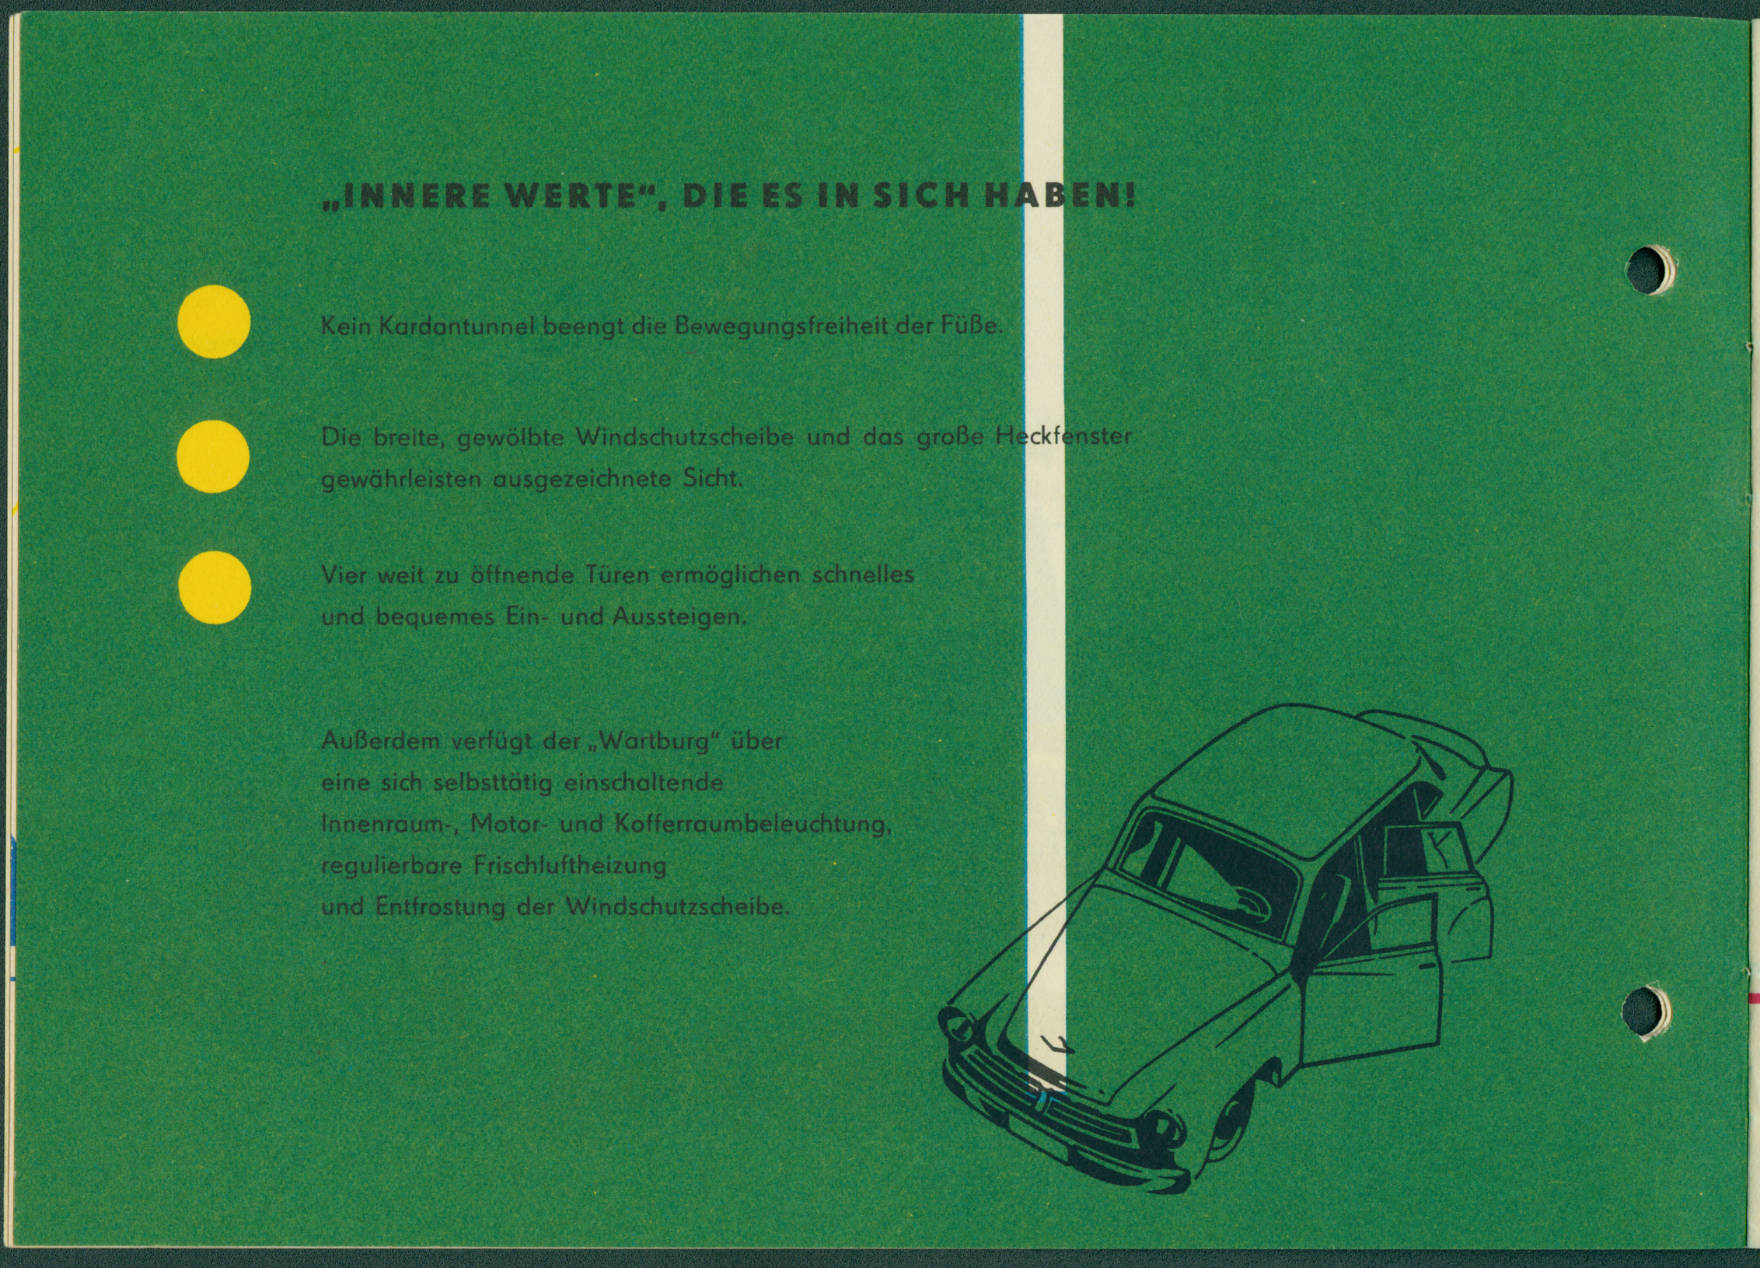 „INNERE WERTE“, DIE ES IN SICH HABEN!
Kein Kardantunnel beengt die Bewegungsfreiheit der Füße.
Die breite, gewölbte Windschutzscheibe und das große Heckfenster
gewährleisten ausgezeichnete Sicht.
Vier weit zu öffnende Türen ermöglichen schnelles
und bequemes Ein- und Aussteigen.
Außerdem verfügt der „Wartburg“ über
eine sich selbsttätig einschaltende
Innenraum-, Motor- und Kofferraumbeleuchtung,
regulierbare Frischluftheizung
und Entfrostung der Windschutzscheibe.